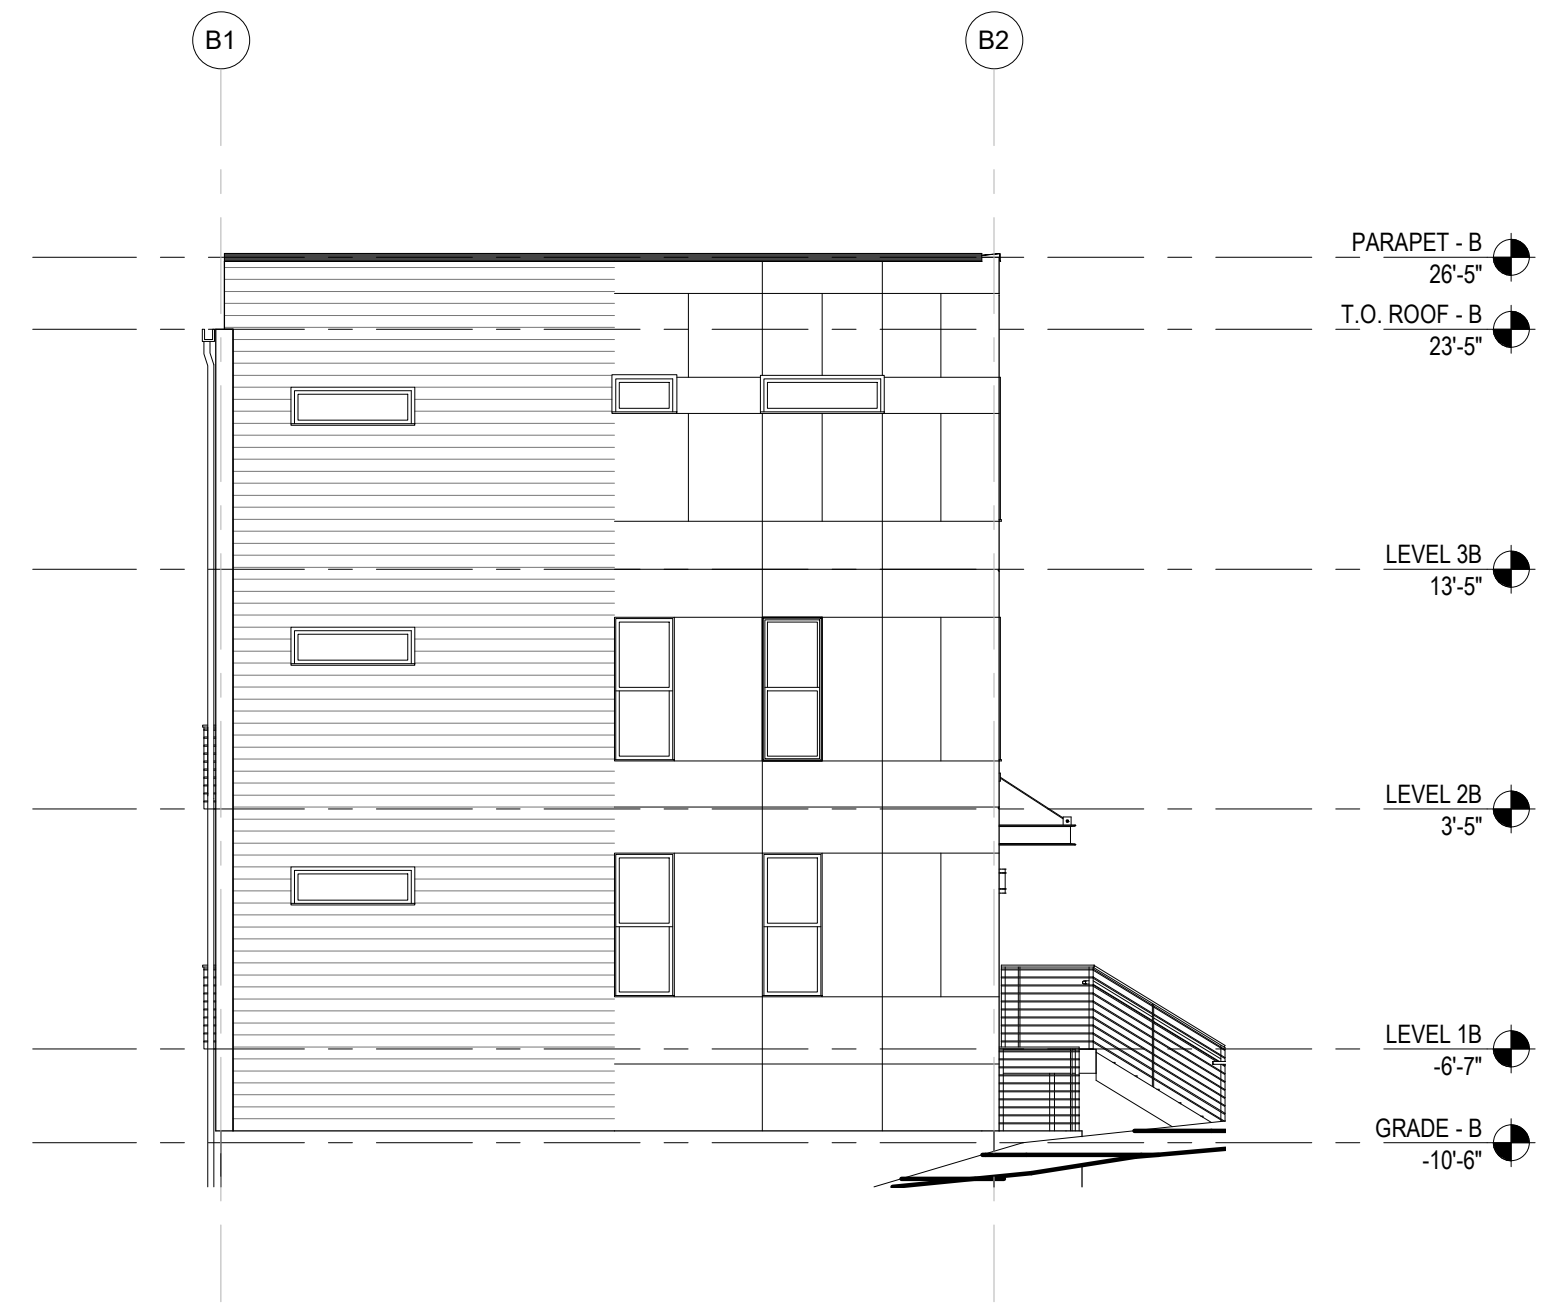 B1
B2
PARAPET - B
26'-5"
T.O. ROOF - B
23'-5"
LEVEL 3B
13'-5"
LEVEL 2B
3'-5"
LEVEL 1B
-6'-7"
GRADE - B
-10'-6"